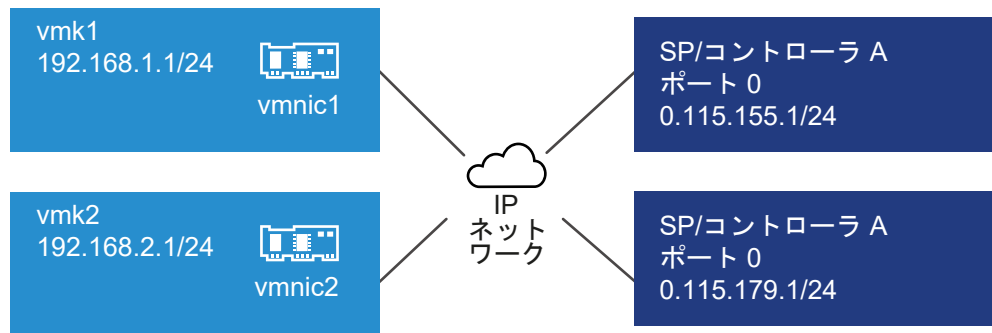 vmk1
192.168.1.1/24
vmnic1
SP/コントローラ A
ポート 0
0.115.155.1/24
IP
ネット
ワーク
vmk2
192.168.2.1/24
vmnic2
SP/コントローラ A
ポート 0
0.115.179.1/24